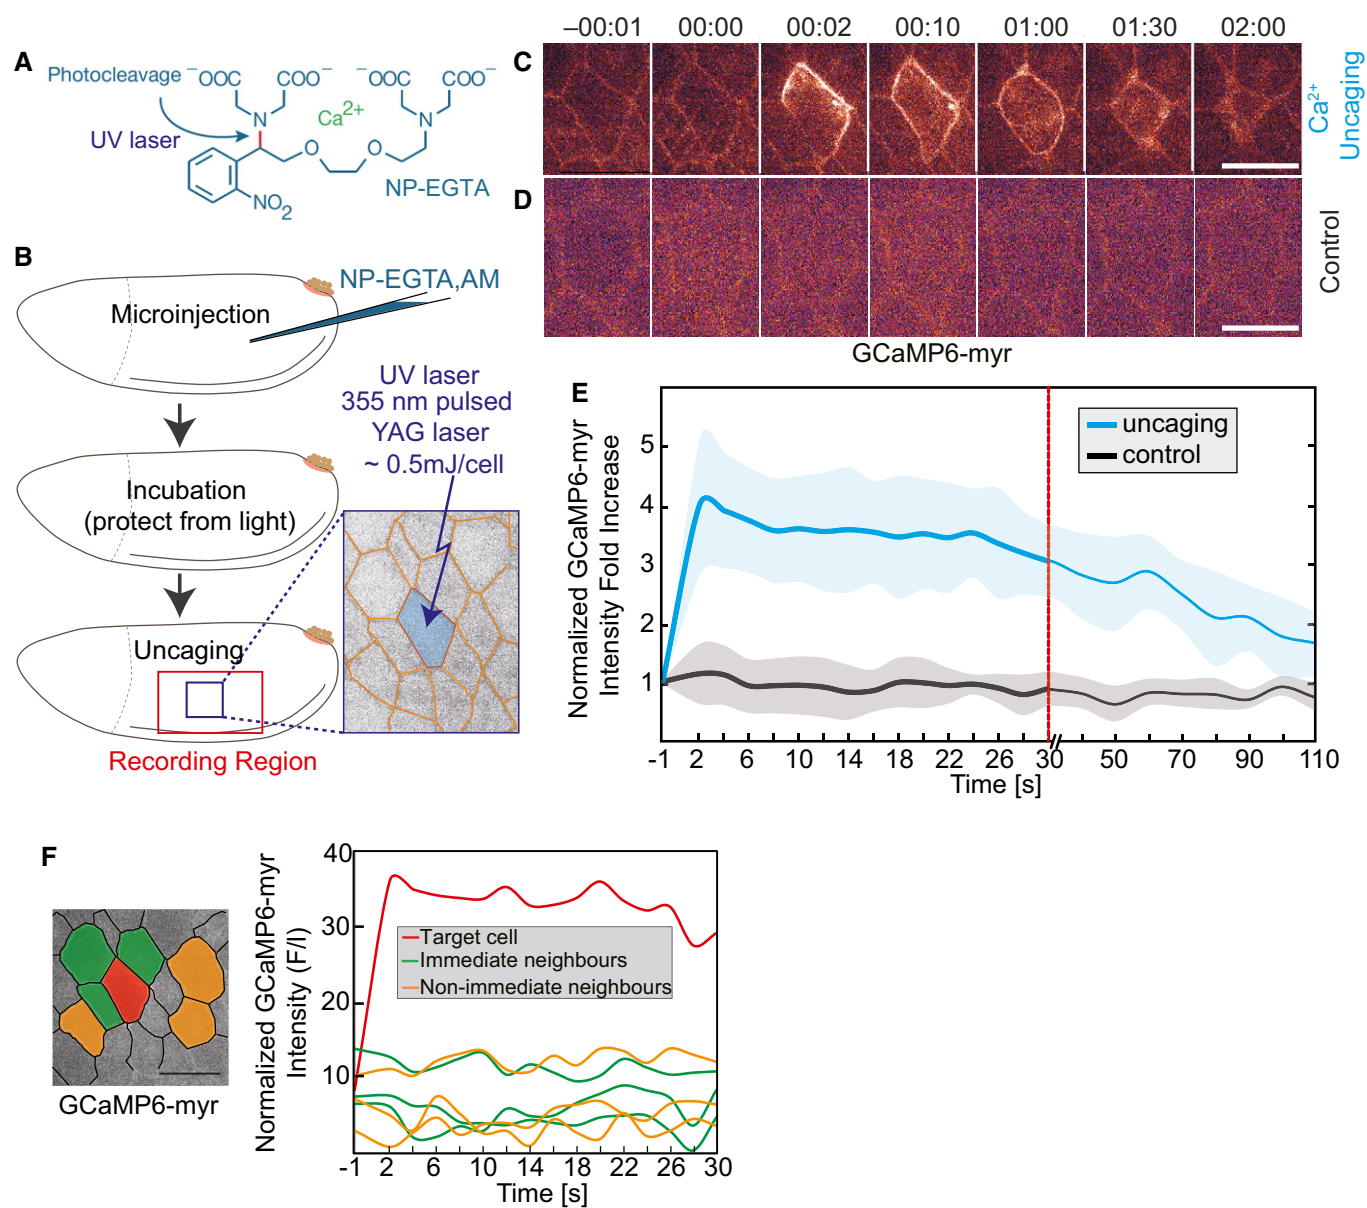 A
Photocleavage
UV laser
⁻OOC
COO⁻
⁻OOC
COO⁻
N
Ca²⁺
N
O
O
NO₂
NP-EGTA
B
Microinjection
NP-EGTA,AM
Incubation
(protect from light)
Uncaging
Recording Region
UV laser
355 nm pulsed
YAG laser
~ 0.5mJ/cell
–00:01 00:00 00:02 00:10 01:00 01:30 02:00
C
Ca²⁺
Uncaging
D
Control
GCaMP6-myr
E
Normalized GCaMP6-myr
Intensity Fold Increase
5
4
3
2
1
uncaging
control
-1 2 6 10 14 18 22 26 30 50 70 90 110
Time [s]
F
GCaMP6-myr
Normalized GCaMP6-myr
Intensity (F/I)
40
30
20
10
Target cell
Immediate neighbours
Non-immediate neighbours
-1 2 6 10 14 18 22 26 30
Time [s]